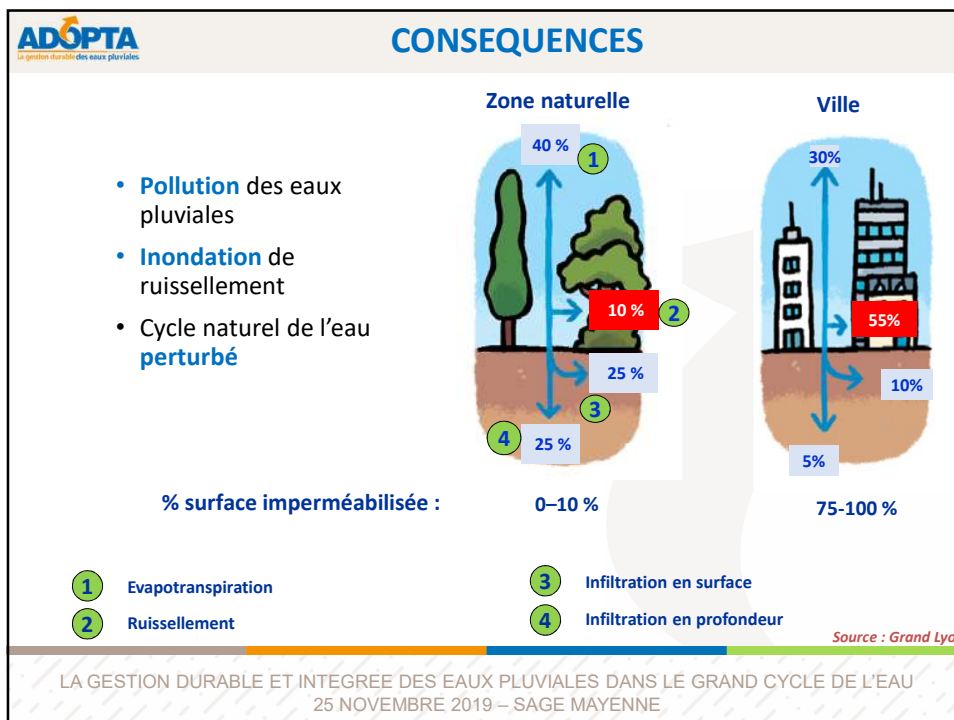 ADOPTA
La gestion durable des eaux pluviales
CONSEQUENCES
Zone naturelle
Ville
• Pollution des eaux
pluviales
• Inondation de
ruissellement
• Cycle naturel de l'eau
perturbé
40 %
1
10 %
2
25 %
3
4
25 %
30%
55%
10%
5%
% surface imperméabilisée :
0–10 %
75-100 %
1 Evapotranspiration
2 Ruissellement
3 Infiltration en surface
4 Infiltration en profondeur
Source : Grand Lyo
LA GESTION DURABLE ET INTEGREE DES EAUX PLUVIALES DANS LE GRAND CYCLE DE L'EAU
25 NOVEMBRE 2019 – SAGE MAYENNE